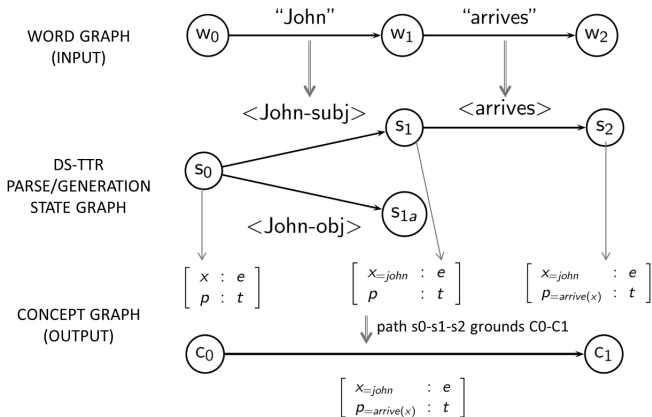 "John" "arrives"
WORD GRAPH
(INPUT)
w0 w1 w2
<John-subj> <arrives>
s1 s2
DS-TTR
PARSE/GENERATION
STATE GRAPH
s0
s1a
<John-obj>
[ x : e [ x=john : e [ x=john : e
p : t ] p : t ] p=arrive(x) : t ]
CONCEPT GRAPH
(OUTPUT)
path s0-s1-s2 grounds C0-C1
c0 c1
[ x=john : e
p=arrive(x) : t ]